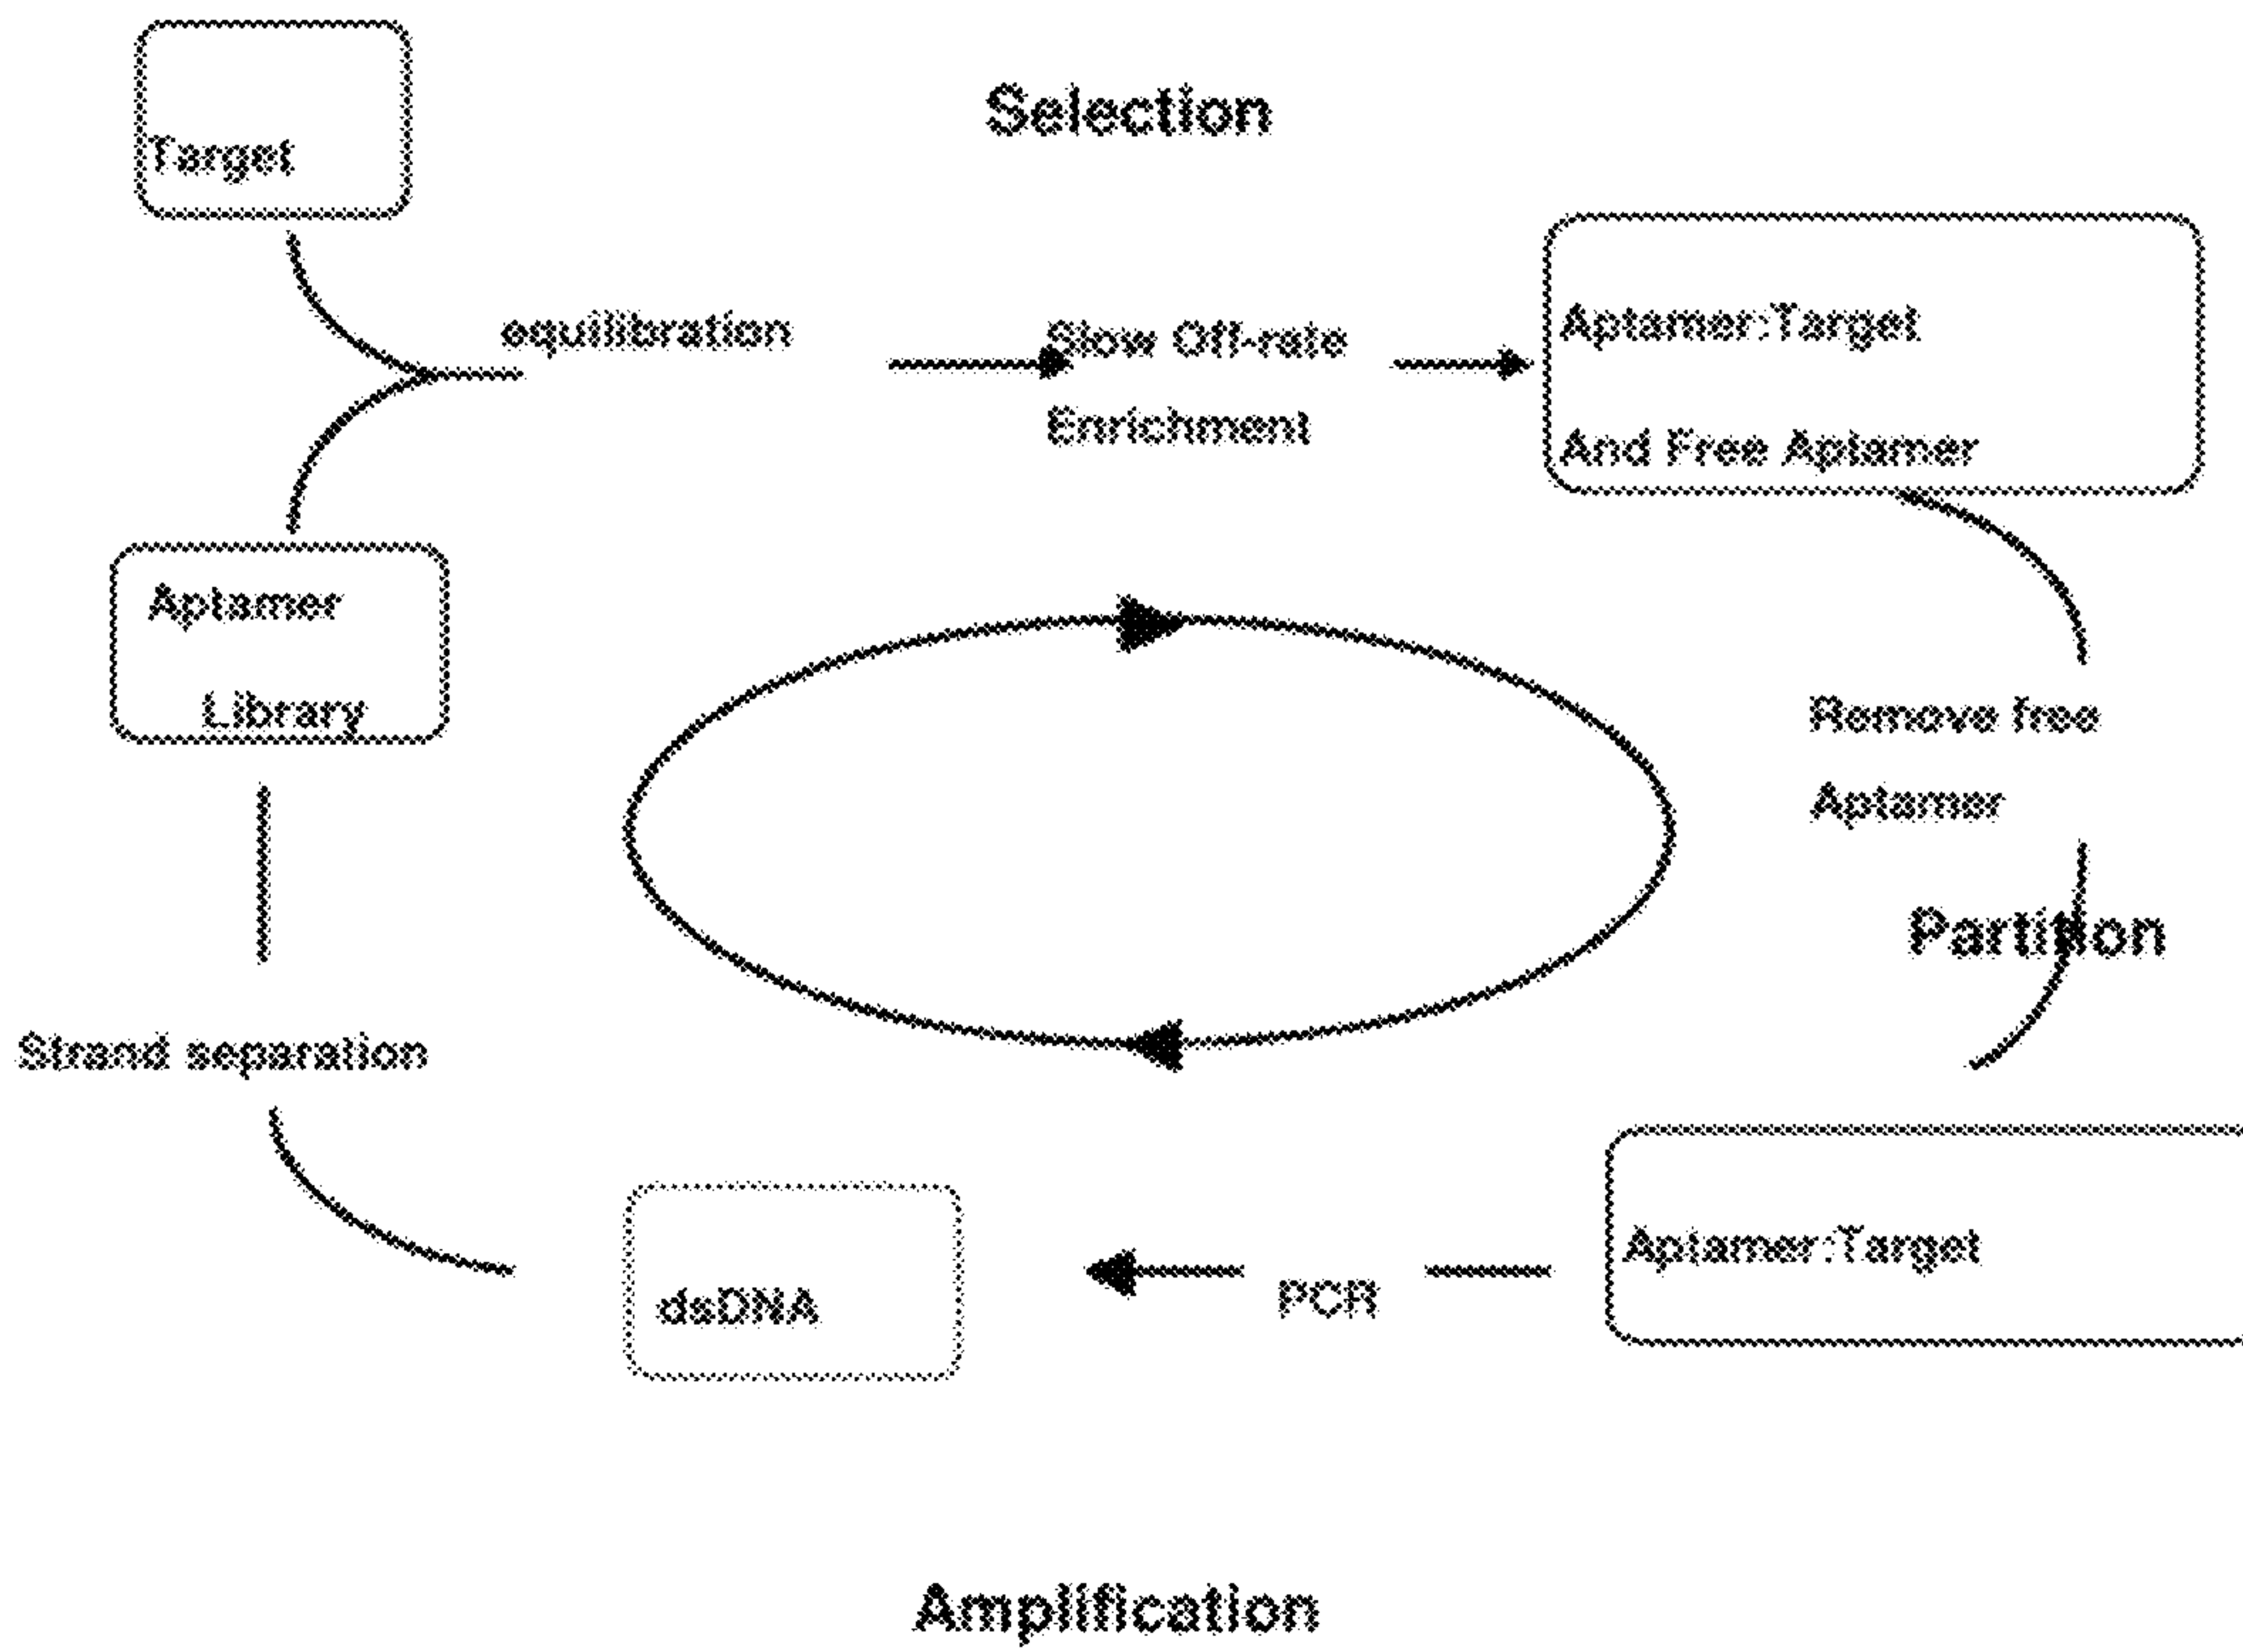 Target
Selection
equilibration
Slow Off-rate
Enrichment
Aptamer:Target
And Free Aptamer
Aptamer
Library
Remove free
Aptamer
Partition
Strand separation
dsDNA
PCR
Aptamer:Target
Amplification